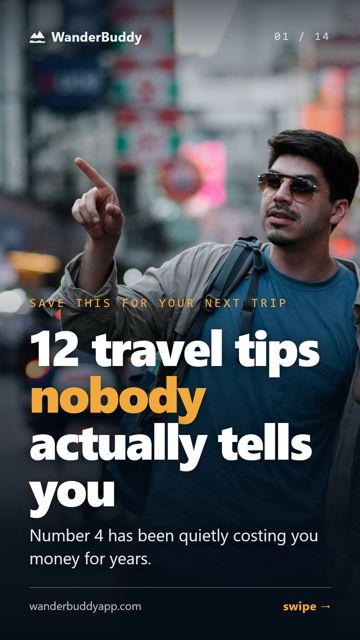 WanderBuddy
01 / 14
SAVE THIS FOR YOUR NEXT TRIP
12 travel tips
nobody
actually tells
you
Number 4 has been quietly costing you
money for years.
wanderbuddyapp.com
swipe →